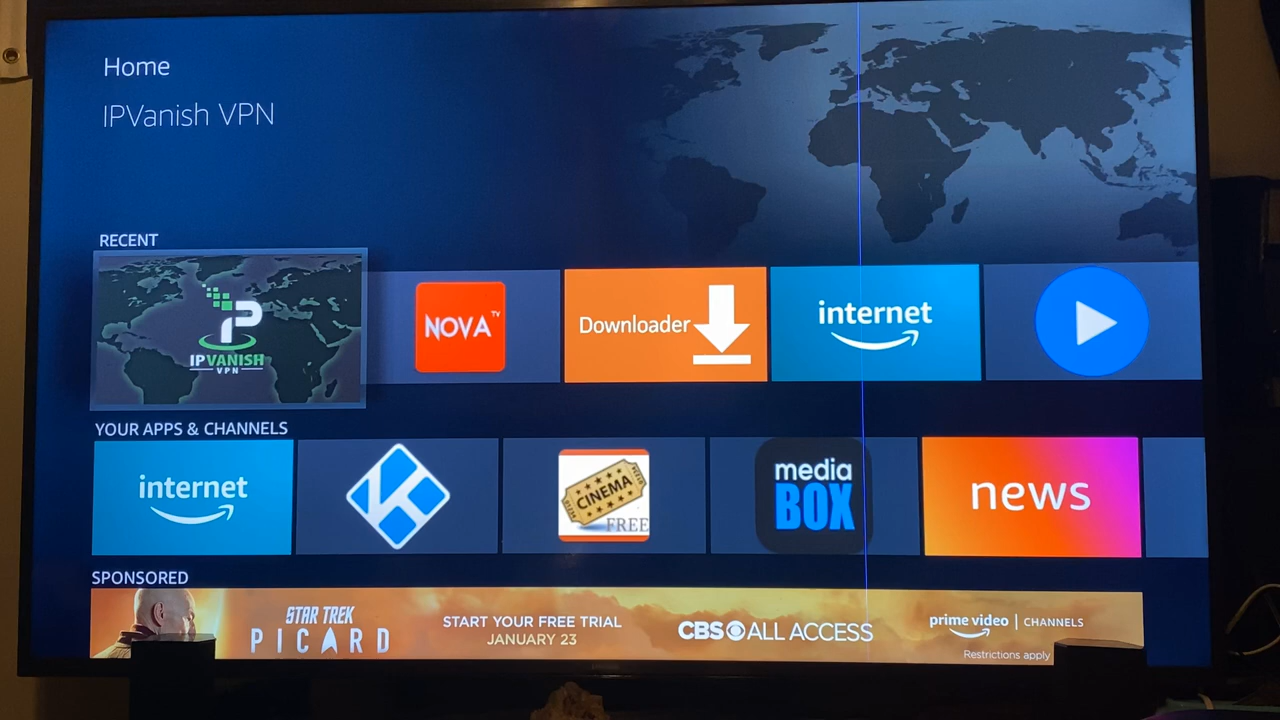 Home
IPVanish VPN
RECENT
IPVANISH
VPN
NOVA TV
Downloader
internet
YOUR APPS & CHANNELS
internet
CINEMA
FREE
media
BOX
news
SPONSORED
STAR TREK
PICARD
START YOUR FREE TRIAL
JANUARY 23
CBS ALL ACCESS
prime video | CHANNELS
Restrictions apply